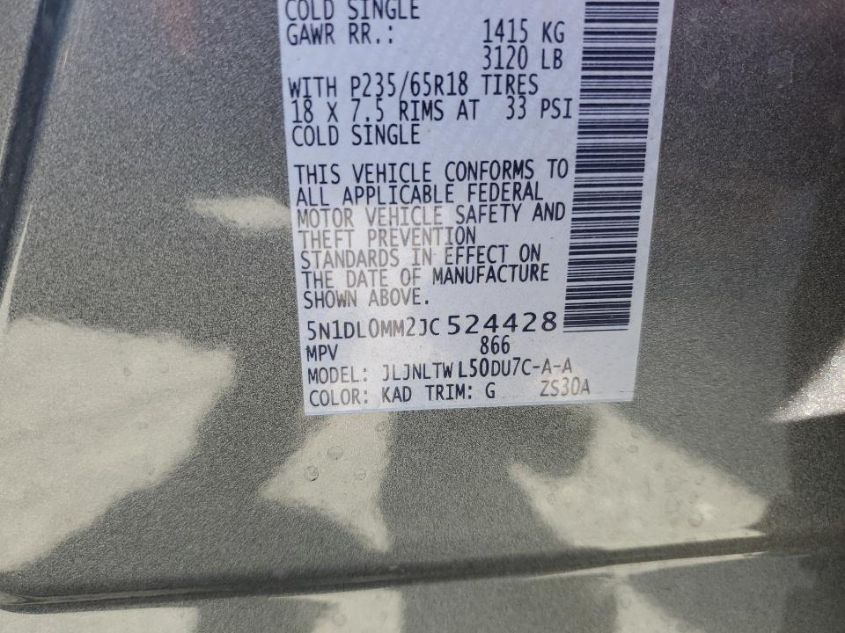 COLD SINGLE
GAWR RR.: 1415 KG
3120 LB
WITH P235/65R18 TIRES
18 X 7.5 RIMS AT 33 PSI
COLD SINGLE
THIS VEHICLE CONFORMS TO
ALL APPLICABLE FEDERAL
MOTOR VEHICLE SAFETY AND
THEFT PREVENTION
STANDARDS IN EFFECT ON
THE DATE OF MANUFACTURE
SHOWN ABOVE.
5N1DL0MM2JC524428
MPV 866
MODEL: JLJNLTWL50DU7C-A-A
COLOR: KAD TRIM: G ZS30A